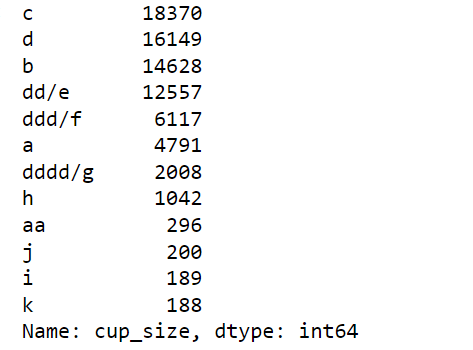 c 18370
d 16149
b 14628
dd/e 12557
ddd/f 6117
a 4791
dddd/g 2008
h 1042
aa 296
j 200
i 189
k 188
Name: cup_size, dtype: int64